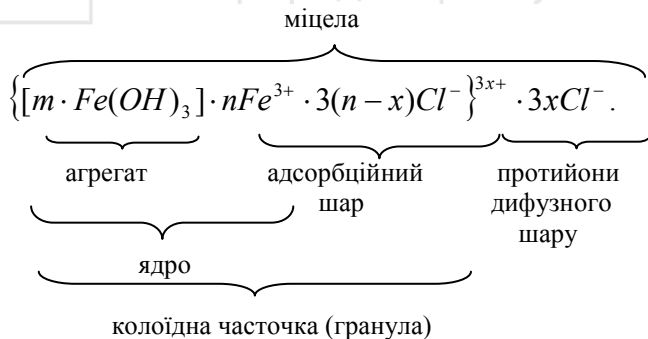 міцела
{[m · Fe(OH)₃] · nFe³⁺ · 3(n − x)Cl⁻}³ˣ⁺ · 3xCl⁻.
агрегат
адсорбційний
шар
протийони
дифузного
шару
ядро
колоїдна часточка (гранула)